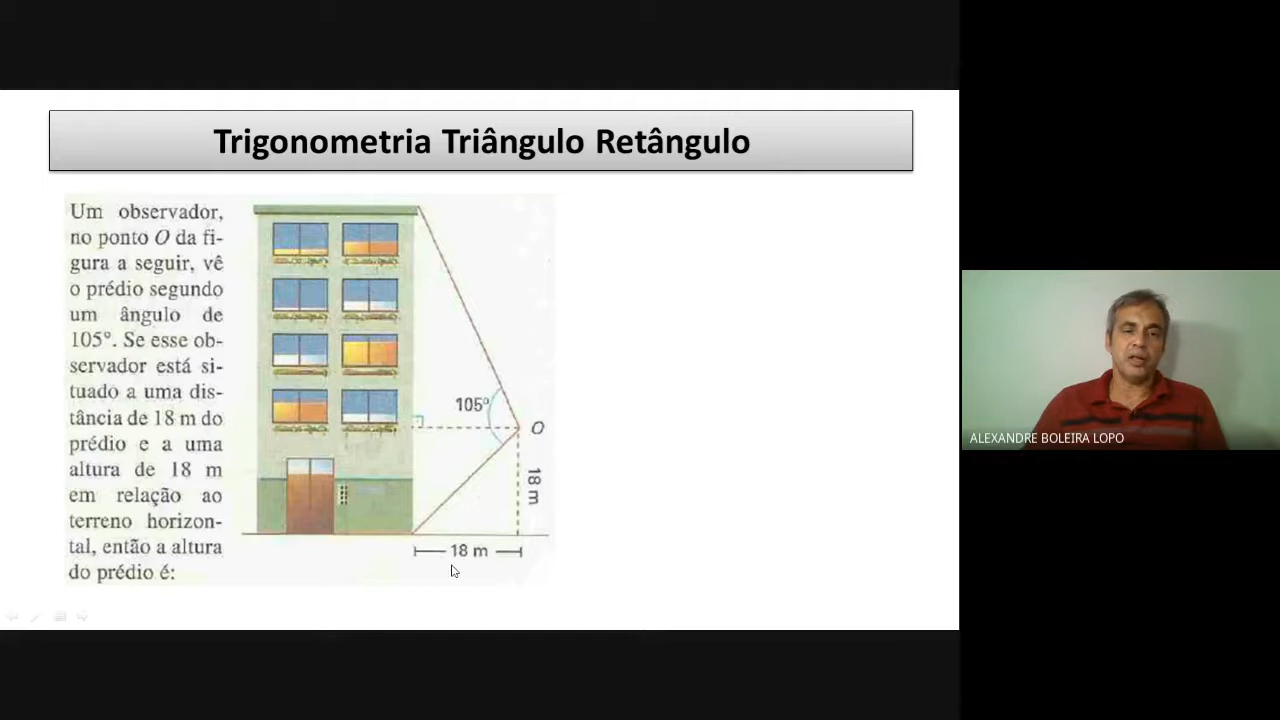 Trigonometria Triângulo Retângulo
Um observador,
no ponto O da fi-
gura a seguir, vê
o prédio segundo
um ângulo de
105°. Se esse ob-
servador está si-
tuado a uma dis-
tância de 18 m do
prédio e a uma
altura de 18 m
em relação ao
terreno horizon-
tal, então a altura
do prédio é:
105°
O
18 m
18 m
ALEXANDRE BOLEIRA LOPO